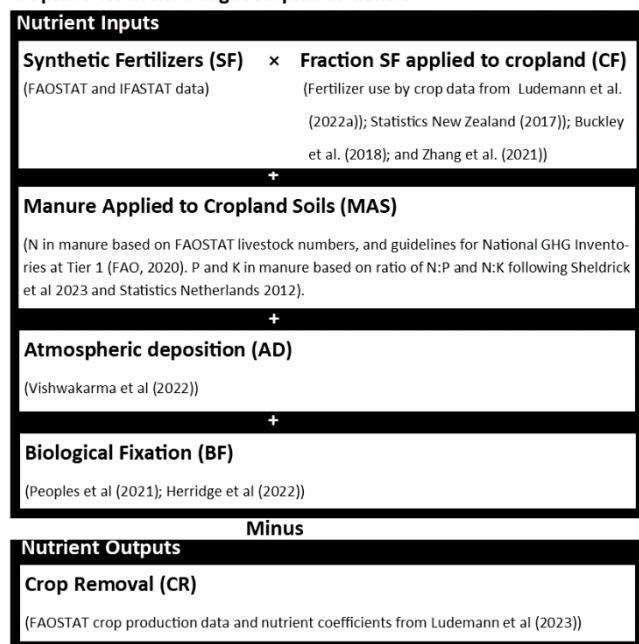 Nutrient Inputs
Synthetic Fertilizers (SF) × Fraction SF applied to cropland (CF)
(FAOSTAT and IFASTAT data) (Fertilizer use by crop data from Ludemann et al.
(2022a)); Statistics New Zealand (2017)); Buckley
et al. (2018); and Zhang et al. (2021))
+
Manure Applied to Cropland Soils (MAS)
(N in manure based on FAOSTAT livestock numbers, and guidelines for National GHG Invento-
ries at Tier 1 (FAO, 2020). P and K in manure based on ratio of N:P and N:K following Sheldrick
et al 2023 and Statistics Netherlands 2012).
+
Atmospheric deposition (AD)
(Vishwakarma et al (2022))
+
Biological Fixation (BF)
(Peoples et al (2021); Herridge et al (2022))
Minus
Nutrient Outputs
Crop Removal (CR)
(FAOSTAT crop production data and nutrient coefficients from Ludemann et al (2023))